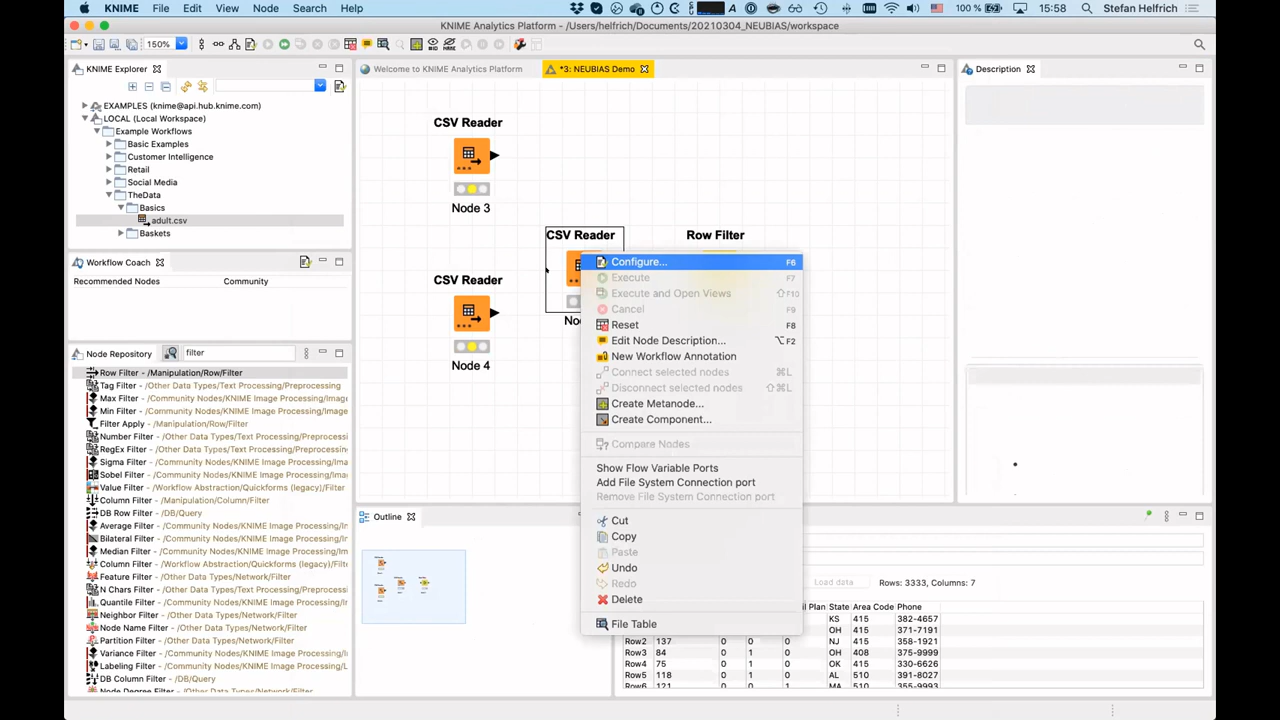 KNIME File Edit View Node Search Help 100 % 15:58 Stefan Helfrich
KNIME Analytics Platform - /Users/helfrich/Documents/20210304_NEUBIAS/workspace
150%
KNIME Explorer
EXAMPLES (knime@api.hub.knime.com)
LOCAL (Local Workspace)
Example Workflows
Basic Examples
Customer Intelligence
Retail
Social Media
TheData
Basics
adult.csv
Baskets
Workflow Coach
Recommended Nodes Community
Node Repository filter
Row Filter - /Manipulation/Row/Filter
Tag Filter - /Other Data Types/Text Processing/Preprocessing
Max Filter - /Community Nodes/KNIME Image Processing/
Min Filter - /Community Nodes/KNIME Image Processing/
Filter Apply - /Manipulation/Row/Filter
Number Filter - /Other Data Types/Text Processing/Preprocess
RegEx Filter - /Other Data Types/Text Processing/Preprocessi
Sigma Filter - /Community Nodes/KNIME Image Processing/
Sobel Filter - /Community Nodes/KNIME Image Processing/
Value Filter - /Workflow Abstraction/Quickforms (legacy)/Filter
Column Filter - /Manipulation/Column/Filter
DB Row Filter - /DB/Query
Average Filter - /Community Nodes/KNIME Image Processing/
Bilateral Filter - /Community Nodes/KNIME Image Processing/
Median Filter - /Community Nodes/KNIME Image Processing/
Column Filter - /Workflow Abstraction/Quickforms (legacy)/Filter
Feature Filter - /Other Data Types/Network/Filter
N Chars Filter - /Other Data Types/Text Processing/Preproces
Quantile Filter - /Community Nodes/KNIME Image Processing/
Neighbor Filter - /Other Data Types/Network/Filter
Node Name Filter - /Other Data Types/Network/Filter
Partition Filter - /Other Data Types/Network/Filter
Variance Filter - /Community Nodes/KNIME Image Processing/
Labeling Filter - /Community Nodes/KNIME Image Processing/L
DB Column Filter - /DB/Query
Node Degree Filter
Welcome to KNIME Analytics Platform
*3: NEUBIAS Demo
CSV Reader
Node 3
CSV Reader
Row Filter
CSV Reader
Node 4
Configure... F6
Execute F7
Execute and Open Views ⇧F10
Cancel F9
Reset F8
Edit Node Description... ⌥F2
New Workflow Annotation
Connect selected nodes ⌘L
Disconnect selected nodes ⇧⌘L
Create Metanode...
Create Component...
Compare Nodes
Show Flow Variable Ports
Add File System Connection port
Remove File System Connection port
Cut
Copy
Paste
Undo
Redo
Delete
File Table
Description
Outline
Load data Rows: 3333, Columns: 7
Plan State Area Code Phone
KS 415 382-4657
OH 415 371-7191
Row2 137 0 0 NJ 415 358-1921
Row3 84 0 1 0 OH 408 375-9999
Row4 75 0 1 0 OK 415 330-6626
Row5 118 0 1 0 AL 510 391-8027
Row6 121 0 0 1 MA 510 355-9993